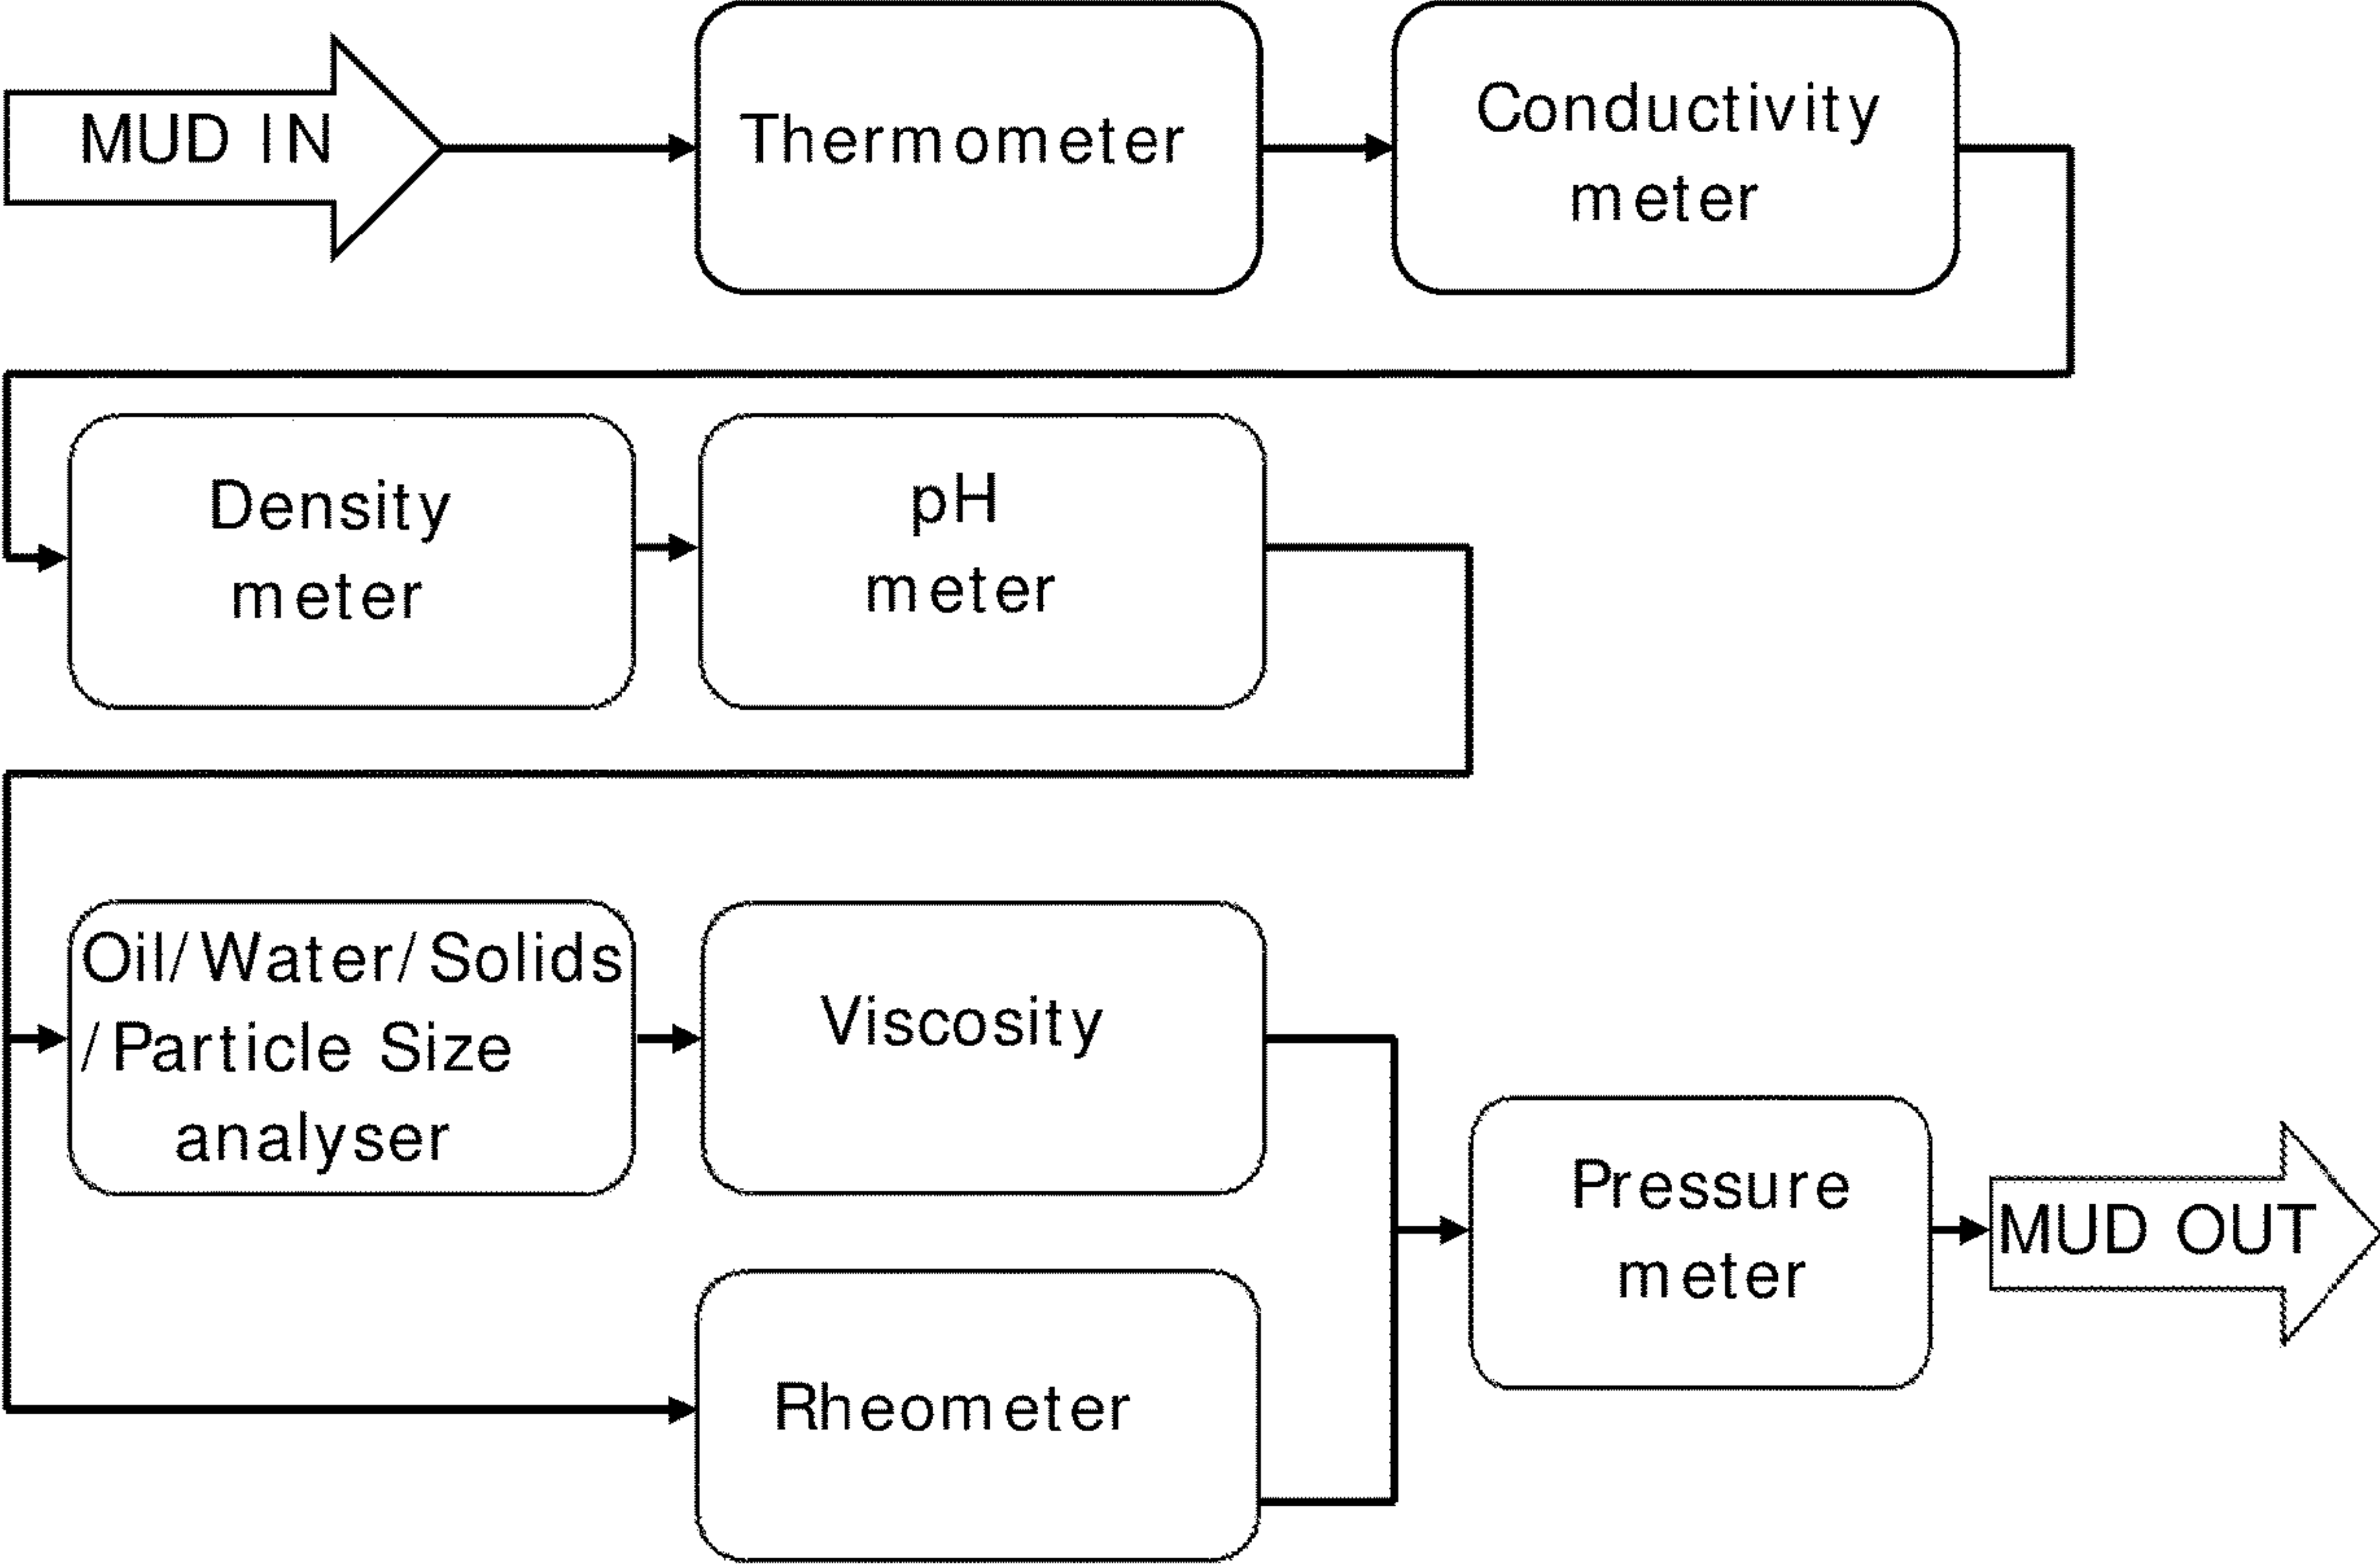 MUD IN
Thermometer
Conductivity
meter
Density
meter
pH
meter
Oil/Water/Solids
/Particle Size
analyser
Viscosity
Pressure
meter
MUD OUT
Rheometer